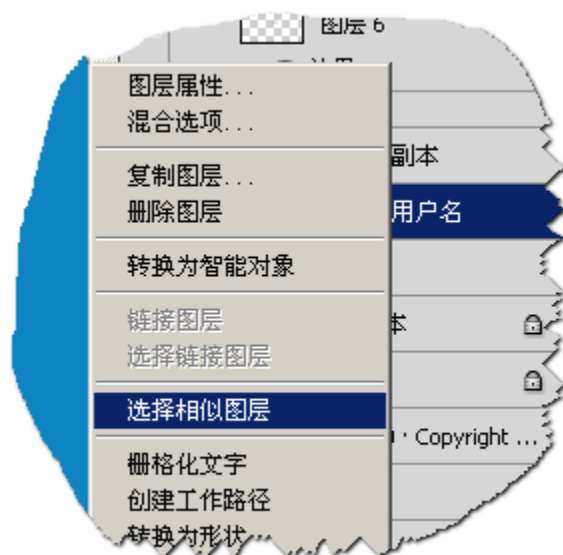 图层 6
图层属性...
混合选项...
副本
复制图层...
删除图层
用户名
转换为智能对象
链接图层
本
选择链接图层
选择相似图层
· Copyright ...
栅格化文字
创建工作路径
转换为形状